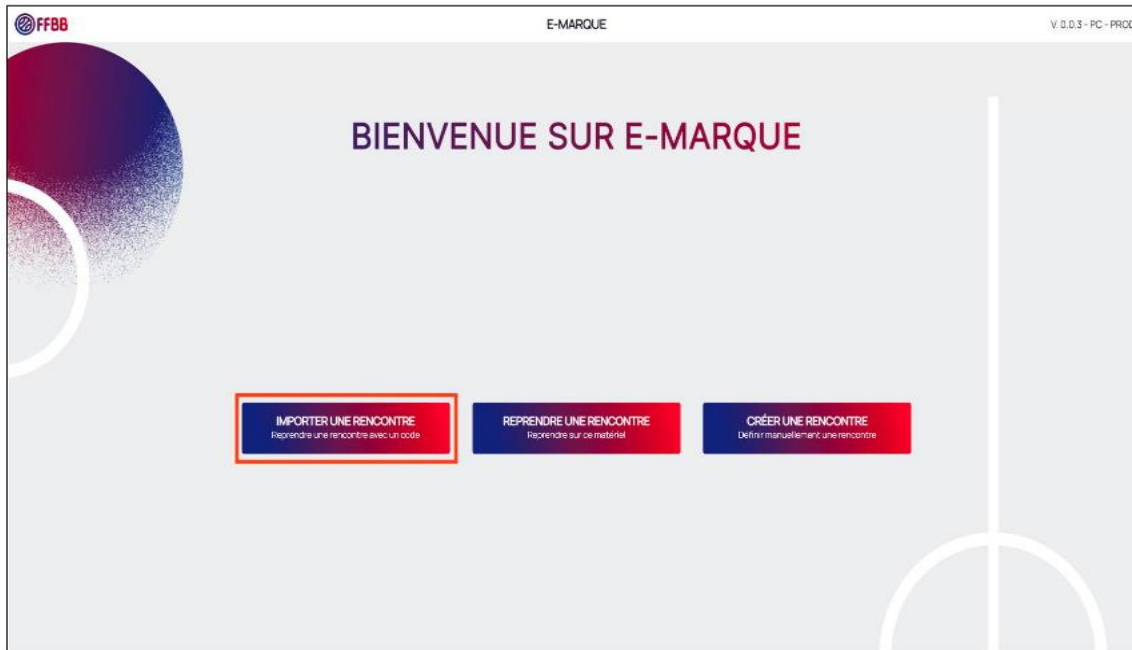 FFBB
E-MARQUE
V. 0.0.3 - PC - PROD
BIENVENUE SUR E-MARQUE
IMPORTER UNE RENCONTRE
Reprendre une rencontre avec un code
REPRENDRE UNE RENCONTRE
Reprendre sur ce matériel
CRÉER UNE RENCONTRE
Définir manuellement une rencontre